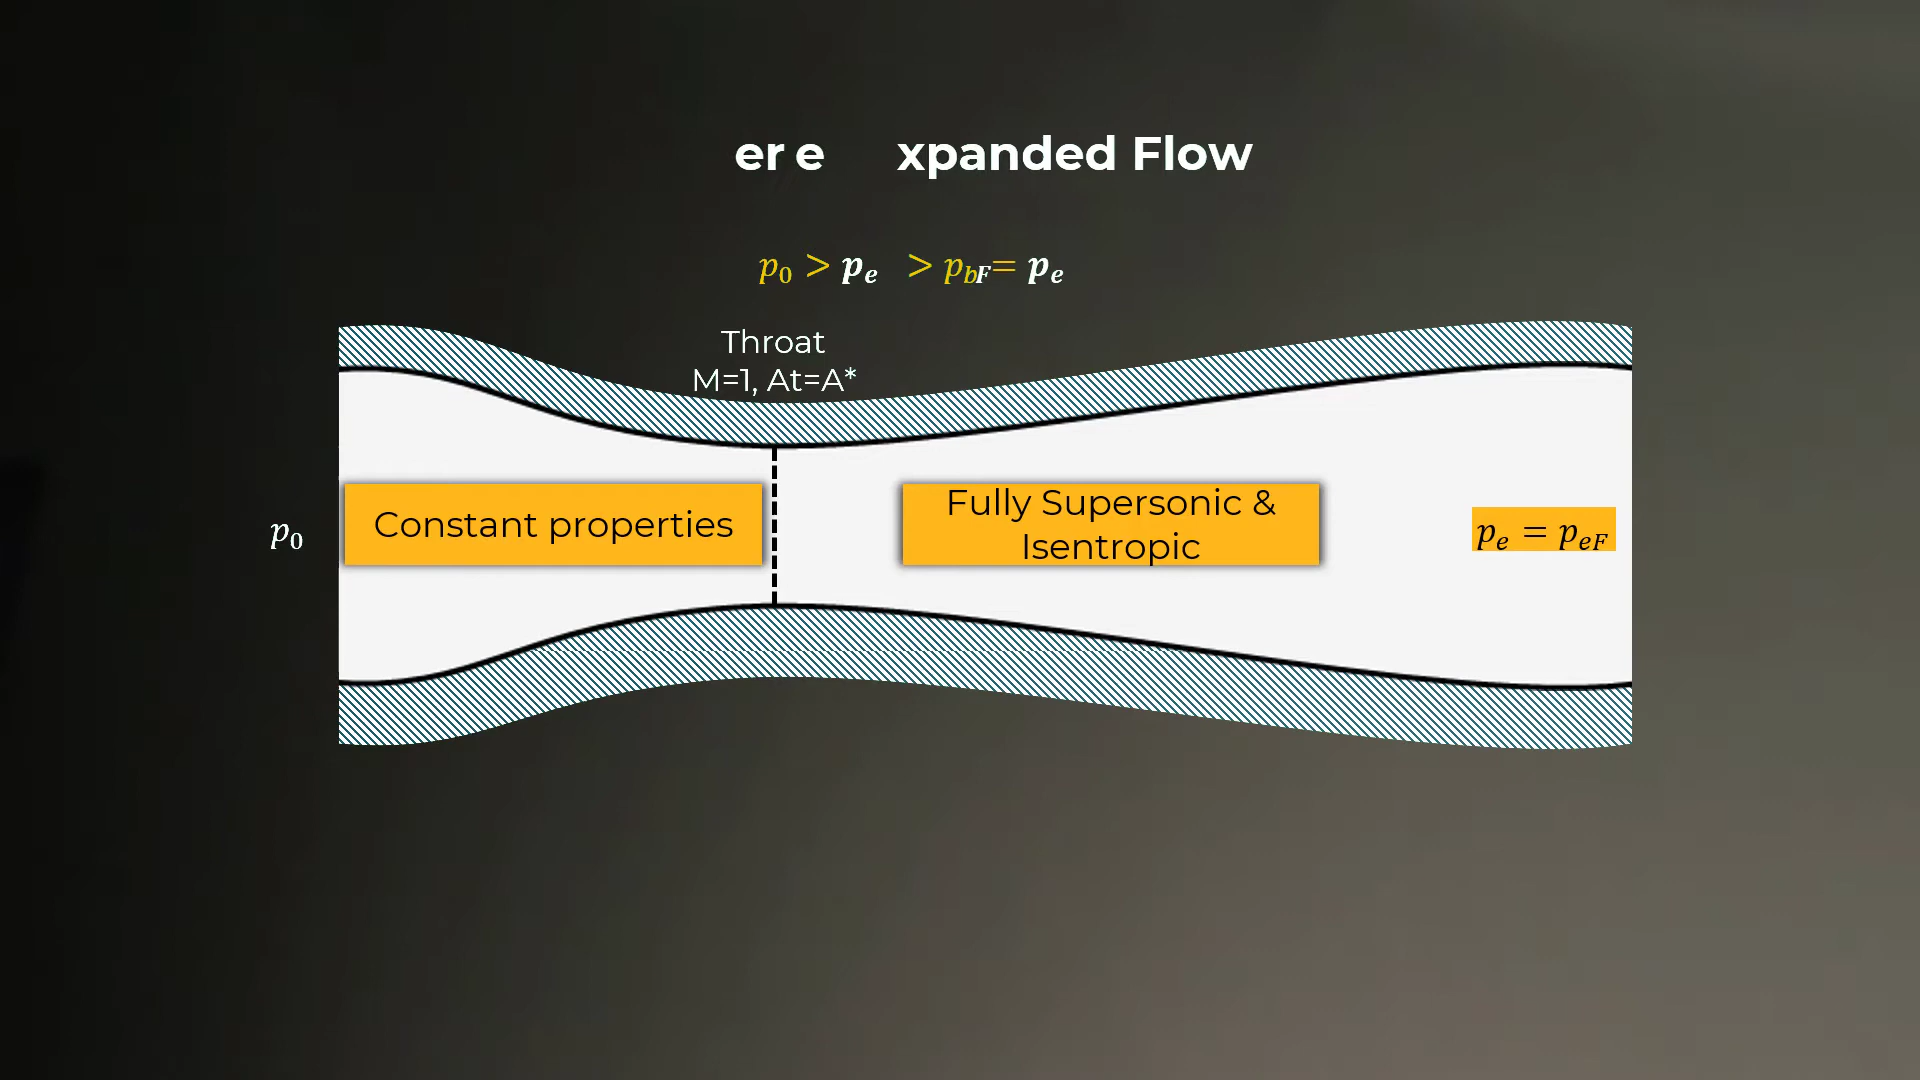 er e xpanded Flow
p₀ > pₑ > p_bF = pₑ
Throat
M=1, At=A*
Constant properties
Fully Supersonic &
Isentropic
p₀
pₑ = p_eF